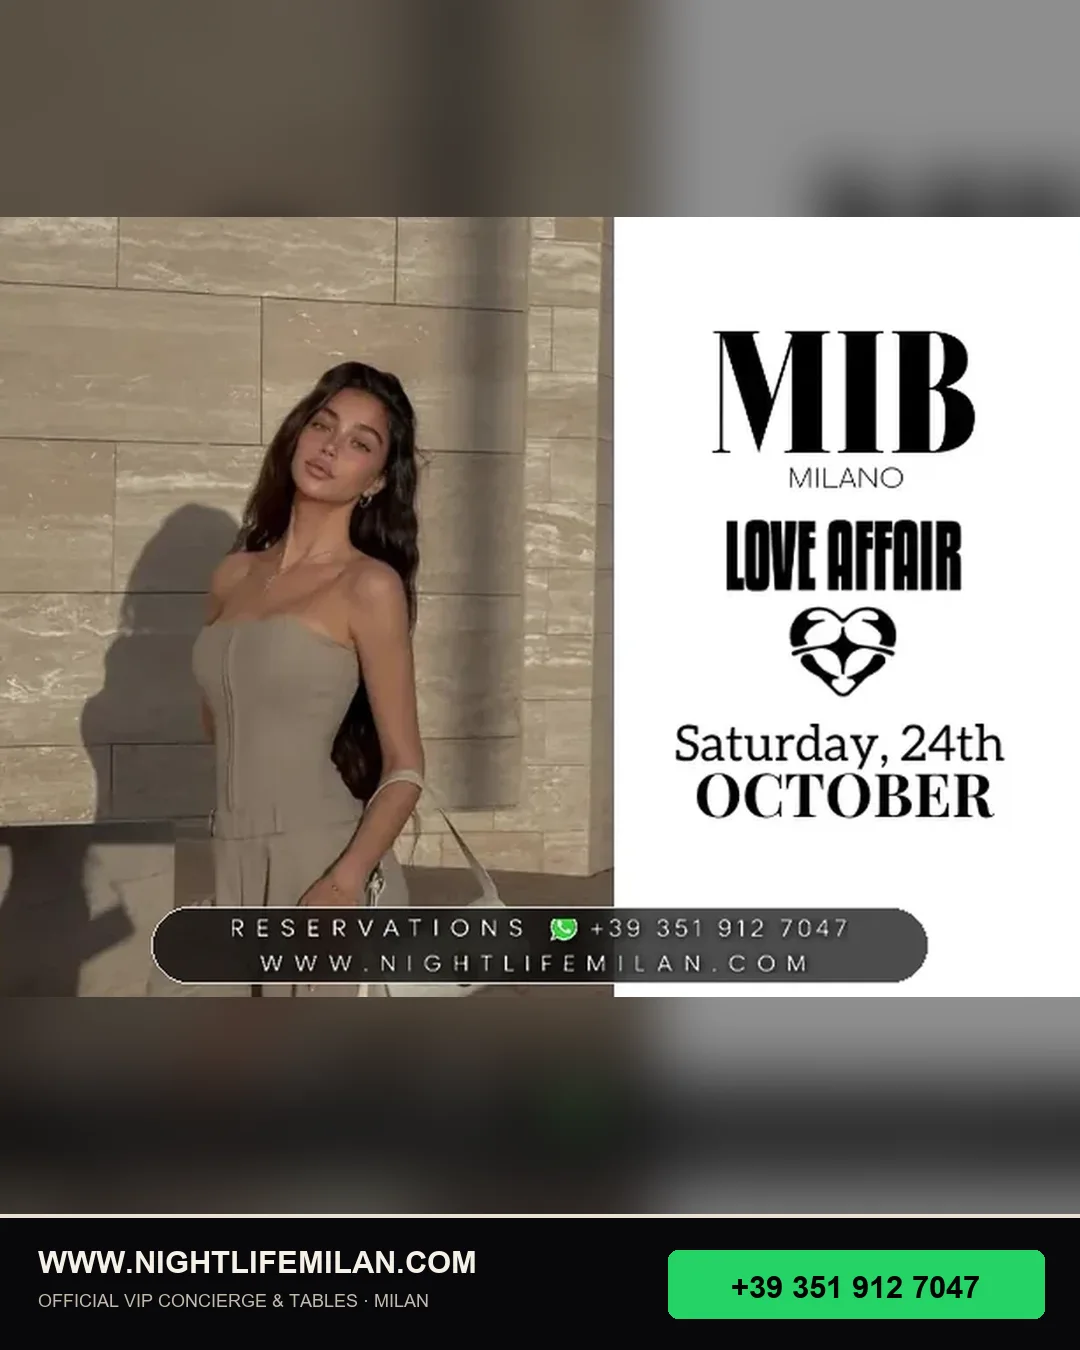 MIB
MILANO
LOVE AFFAIR
Saturday, 24th
OCTOBER
RESERVATIONS +39 351 912 7047
WWW.NIGHTLIFEMILAN.COM
WWW.NIGHTLIFEMILAN.COM
OFFICIAL VIP CONCIERGE & TABLES · MILAN
+39 351 912 7047